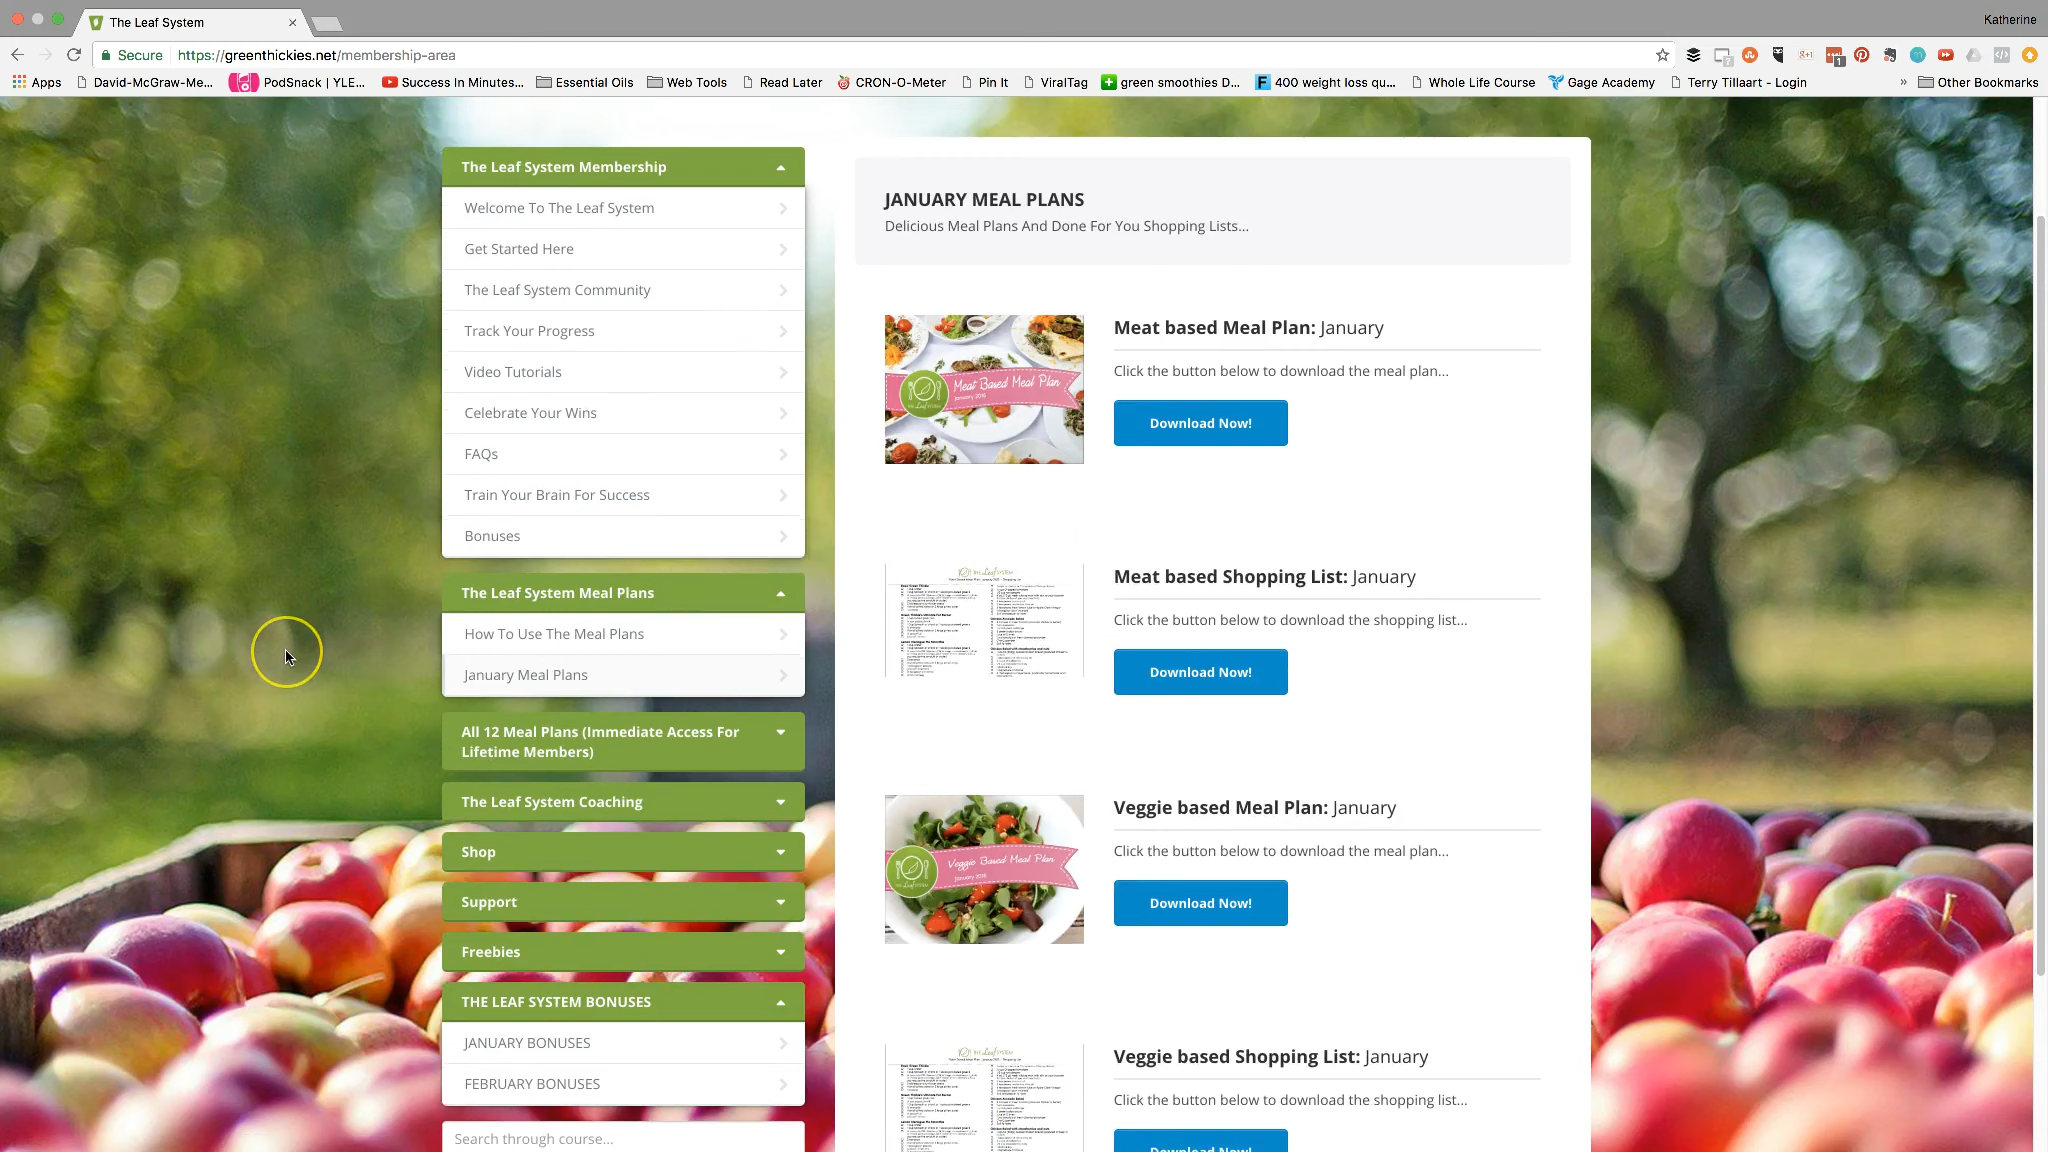 The Leaf System
Katherine
Secure https://greenthickies.net/membership-area
Apps David-McGraw-Me... PodSnack | YLE... Success In Minutes... Essential Oils Web Tools Read Later CRON-O-Meter Pin It ViralTag green smoothies D... 400 weight loss qu... Whole Life Course Gage Academy Terry Tillaart - Login » Other Bookmarks
The Leaf System Membership
Welcome To The Leaf System
Get Started Here
The Leaf System Community
Track Your Progress
Video Tutorials
Celebrate Your Wins
FAQs
Train Your Brain For Success
Bonuses
The Leaf System Meal Plans
How To Use The Meal Plans
January Meal Plans
All 12 Meal Plans (Immediate Access For
Lifetime Members)
The Leaf System Coaching
Shop
Support
Freebies
THE LEAF SYSTEM BONUSES
JANUARY BONUSES
FEBRUARY BONUSES
Search through course...
JANUARY MEAL PLANS
Delicious Meal Plans And Done For You Shopping Lists...
Meat Based Meal Plan
Meat based Meal Plan: January
Click the button below to download the meal plan...
Download Now!
Meat based Shopping List: January
Click the button below to download the shopping list...
Download Now!
Veggie Based Meal Plan
Veggie based Meal Plan: January
Click the button below to download the meal plan...
Download Now!
Veggie based Shopping List: January
Click the button below to download the shopping list...
Download Now!